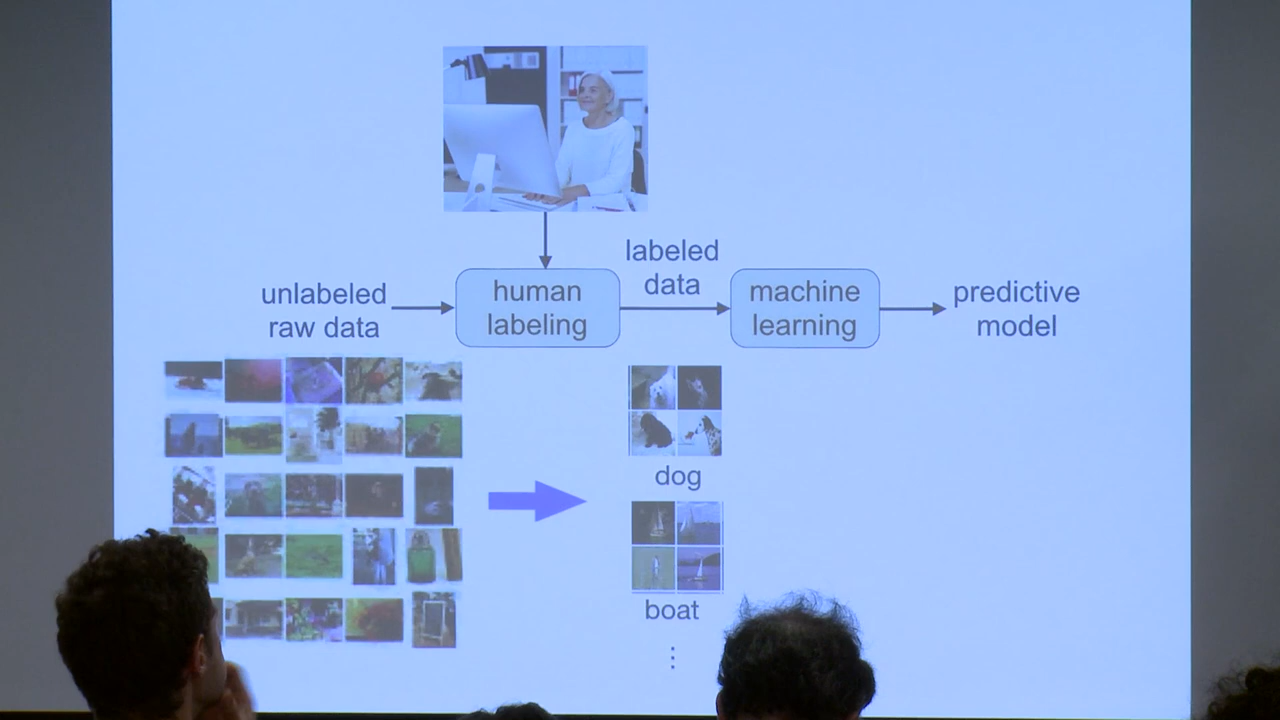 unlabeled
raw data
human
labeling
labeled
data
machine
learning
predictive
model
dog
boat
⋮